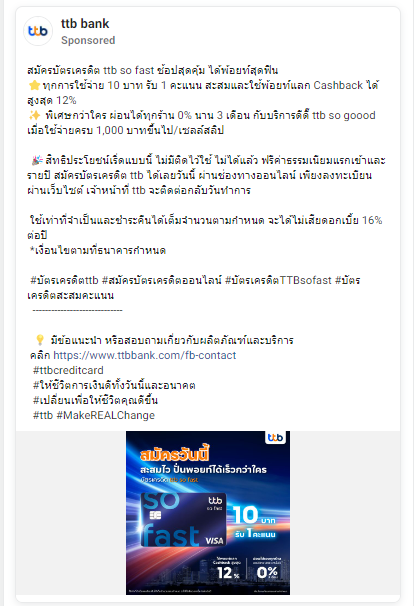 ttb bank
Sponsored
สมัครบัตรเครดิต ttb so fast ช้อปสุดคุ้ม ได้พ้อยท์สุดฟิน
⭐ ทุกการใช้จ่าย 10 บาท รับ 1 คะแนน สะสมและใช้พ้อยท์แลก Cashback ได้
สูงสุด 12%
✨ พิเศษกว่าใคร ผ่อนได้ทุกร้าน 0% นาน 3 เดือน กับบริการดีดี๊ ttb so goood
เมื่อใช้จ่ายครบ 1,000 บาทขึ้นไป/เซลล์สลิป
🎉 สิทธิประโยชน์เริ่ดแบบนี้ ไม่มีติดไว้ใช้ ไม่ได้แล้ว ฟรีค่าธรรมเนียมแรกเข้าและ
รายปี สมัครบัตรเครดิต ttb ได้เลยวันนี้ ผ่านช่องทางออนไลน์ เพียงลงทะเบียน
ผ่านเว็บไซต์ เจ้าหน้าที่ ttb จะติดต่อกลับวันทำการ
ใช้เท่าที่จำเป็นและชำระคืนได้เต็มจำนวนตามกำหนด จะได้ไม่เสียดอกเบี้ย 16%
ต่อปี
*เงื่อนไขตามที่ธนาคารกำหนด
#บัตรเครดิตttb #สมัครบัตรเครดิตออนไลน์ #บัตรเครดิตTTBsofast #บัตร
เครดิตสะสมคะแนน
----------------------------
💡 มีข้อแนะนำ หรือสอบถามเกี่ยวกับผลิตภัณฑ์และบริการ
คลิก https://www.ttbbank.com/fb-contact
#ttbcreditcard
#ให้ชีวิตการเงินดีทั้งวันนี้และอนาคต
#เปลี่ยนเพื่อให้ชีวิตคุณดีขึ้น
#ttb #MakeREALChange
ttb
สมัครวันนี้
สะสมไว ปั่นพอยท์ได้เร็วกว่าใคร
บัตรเครดิต ttb so fast
so
fast
ttb
so fast
VISA
10 บาท
รับ 1 คะแนน
Cashback สูงสุด
12%
0%